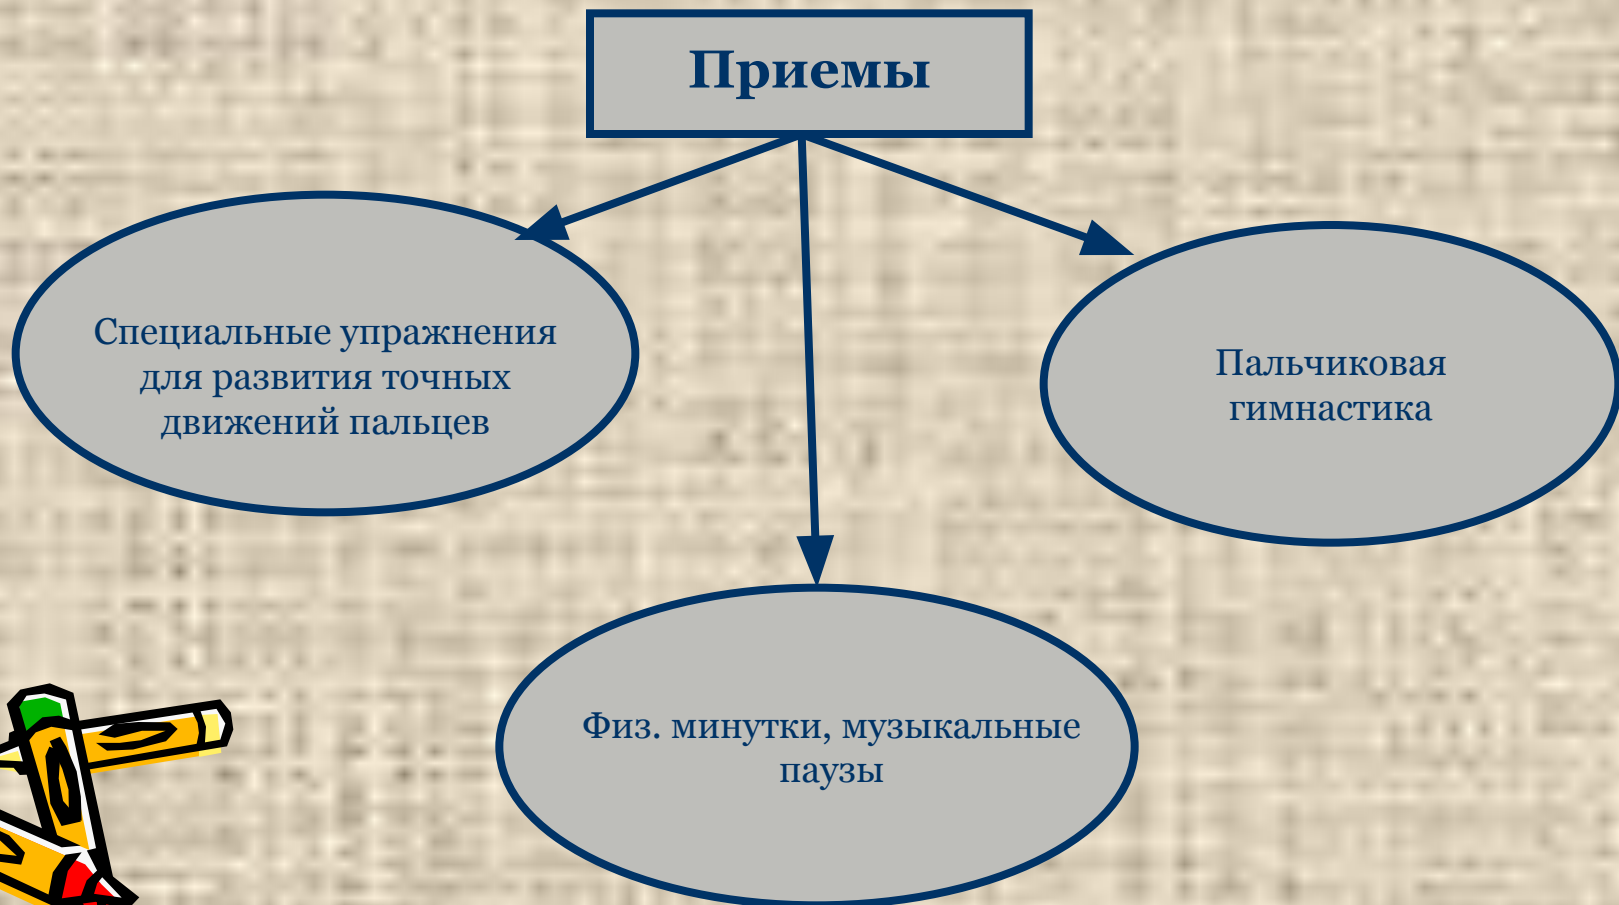 Приемы
Специальные упражнения
для развития точных
движений пальцев
Пальчиковая
гимнастика
Физ. минутки, музыкальные
паузы